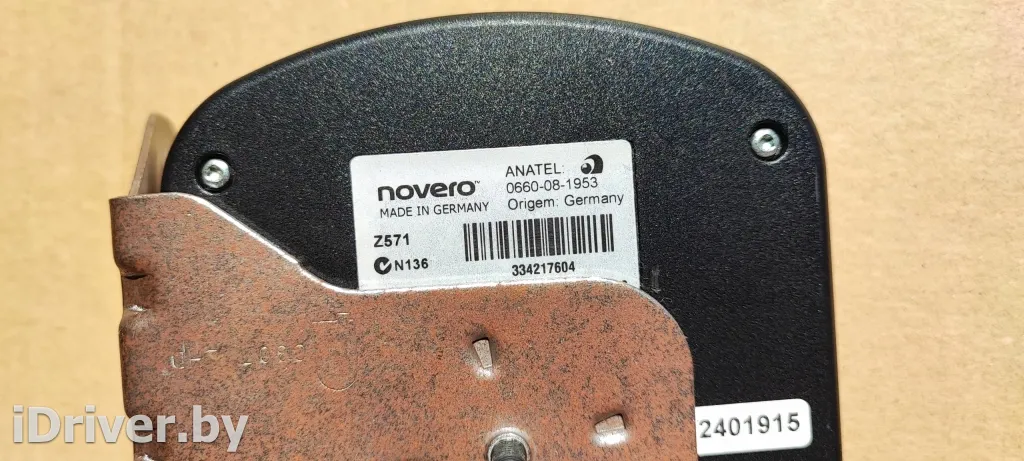 novero™
MADE IN GERMANY
ANATEL:
0660-08-1953
Origem: Germany
Z571
N136
334217604
2401915
iDriver.by